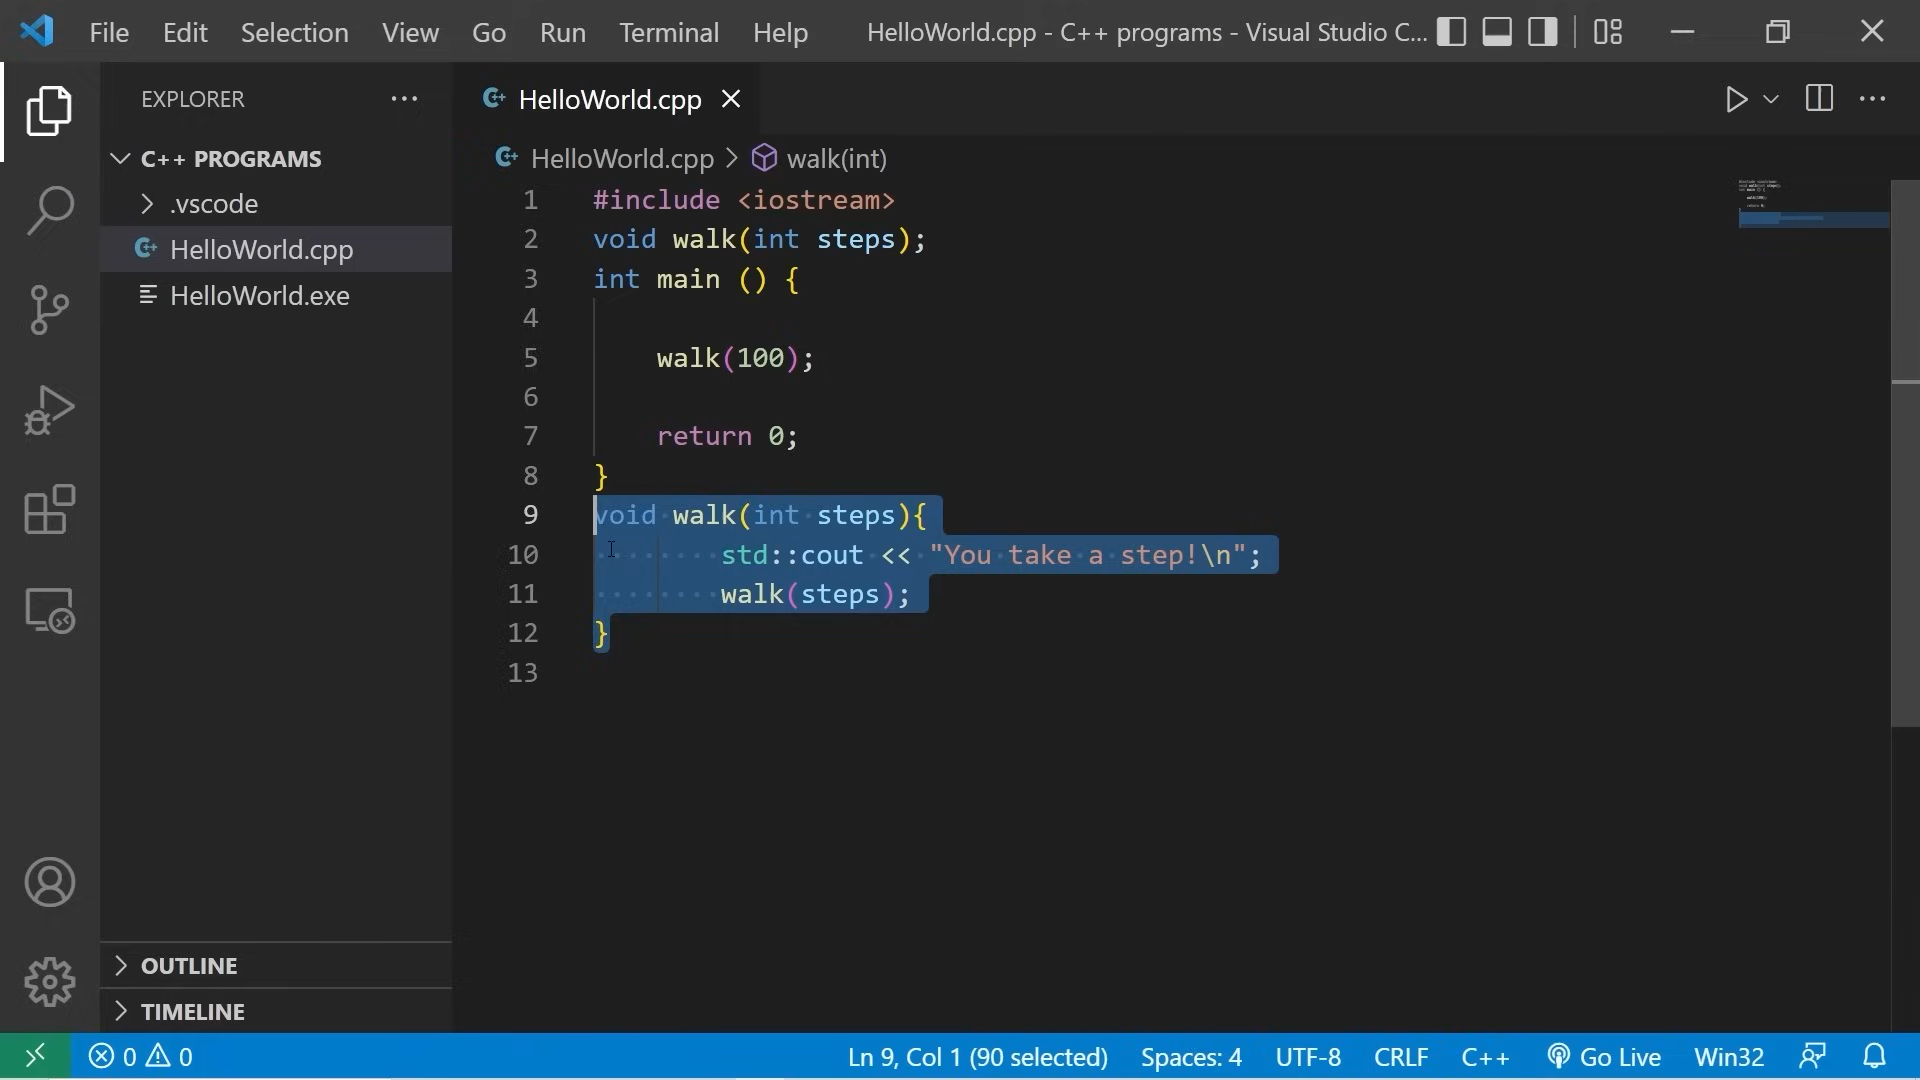 File Edit Selection View Go Run Terminal Help HelloWorld.cpp - C++ programs - Visual Studio C...
EXPLORER
C++ PROGRAMS
.vscode
HelloWorld.cpp
HelloWorld.exe
OUTLINE
TIMELINE
HelloWorld.cpp
HelloWorld.cpp > walk(int)
1 #include <iostream>
2 void walk(int steps);
3 int main () {
4
5 walk(100);
6
7 return 0;
8 }
9 void walk(int steps){
10 std::cout << "You take a step!\n";
11 walk(steps);
12 }
13
0 0 Ln 9, Col 1 (90 selected) Spaces: 4 UTF-8 CRLF C++ Go Live Win32